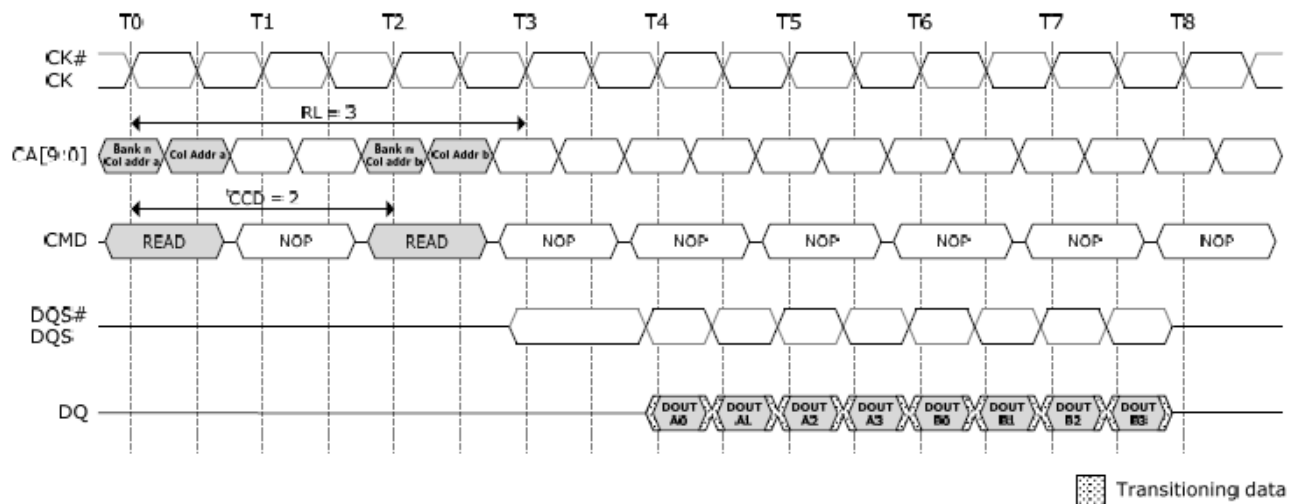 T0 T1 T2 T3 T4 T5 T6 T7 T8
CK#
CK
RL = 3
CA[9:0]
Bank n
Col addr a
Col Addr a
Bank n
Col addr b
Col Addr b
tCCD = 2
CMD READ NOP READ NOP NOP NOP NOP NOP NOP
DQS#
DQS
DQ
DOUT
A0
DOUT
A1
DOUT
A2
DOUT
A3
DOUT
B0
DOUT
B1
DOUT
B2
DOUT
B3
Transitioning data